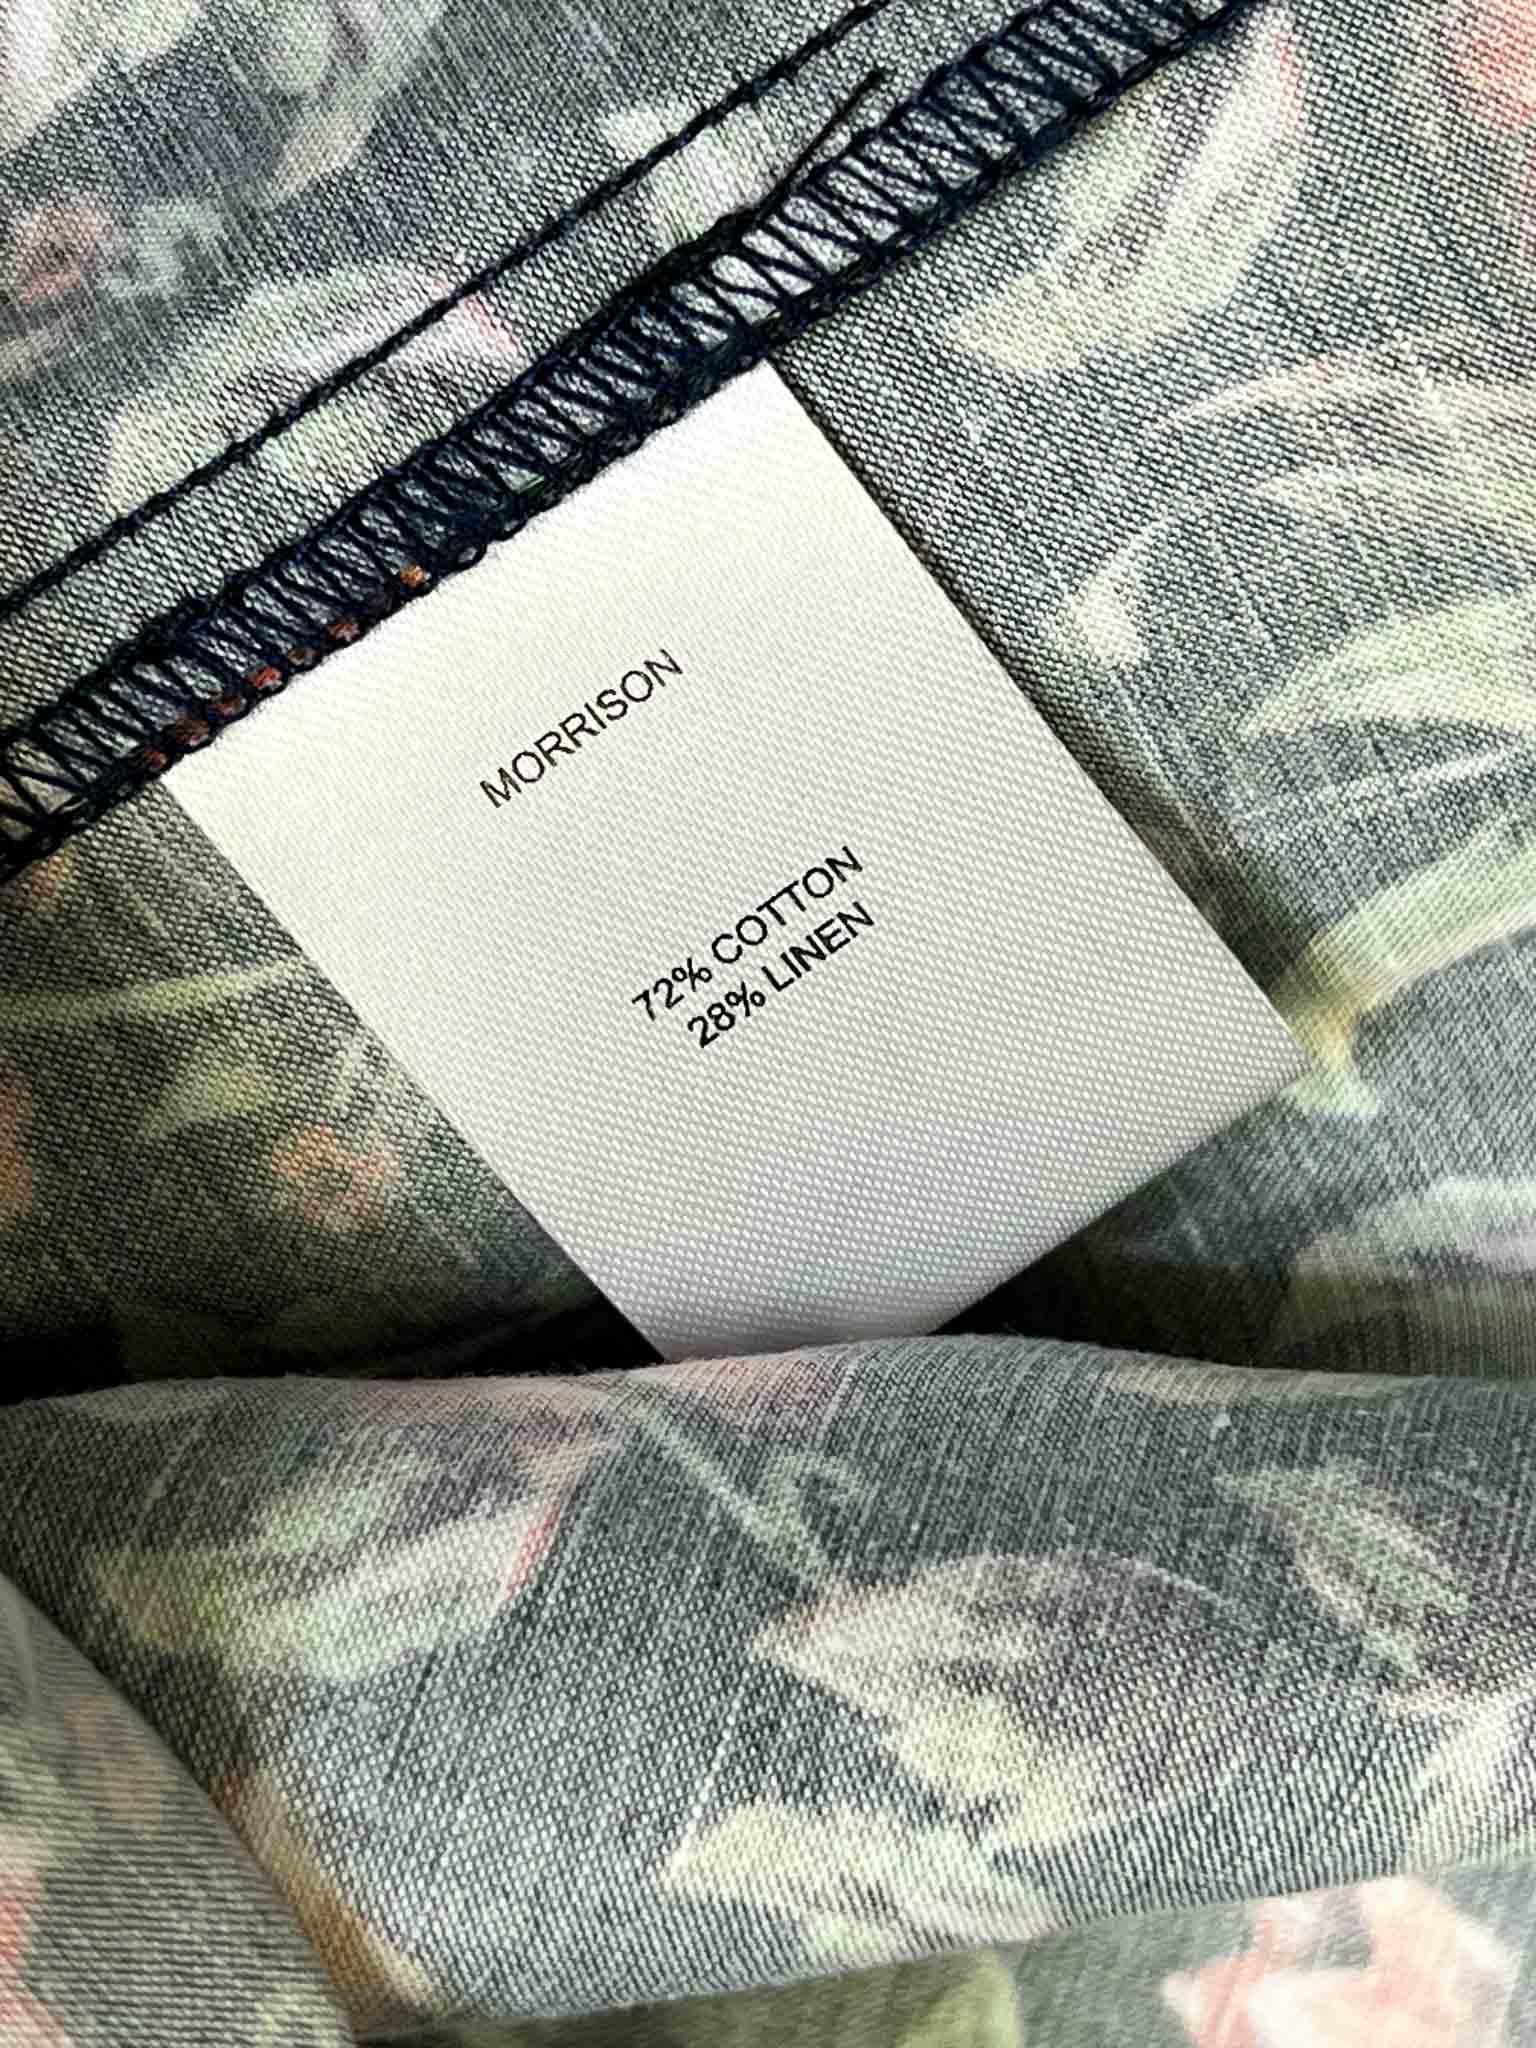 MORRISON
72% COTTON
28% LINEN